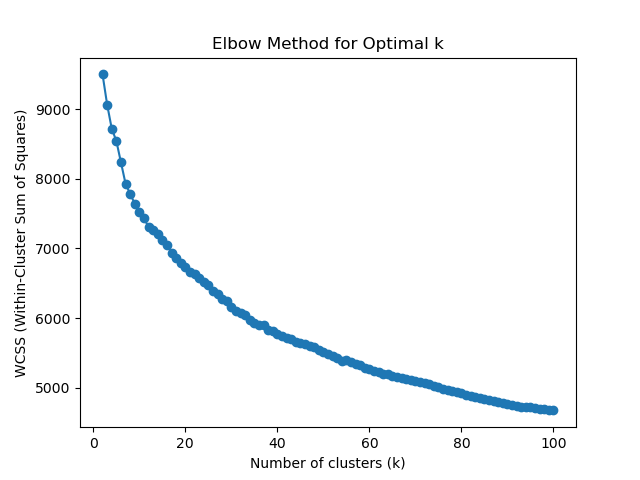 Elbow Method for Optimal k
WCSS (Within-Cluster Sum of Squares)
9000
8000
7000
6000
5000
0 20 40 60 80 100
Number of clusters (k)